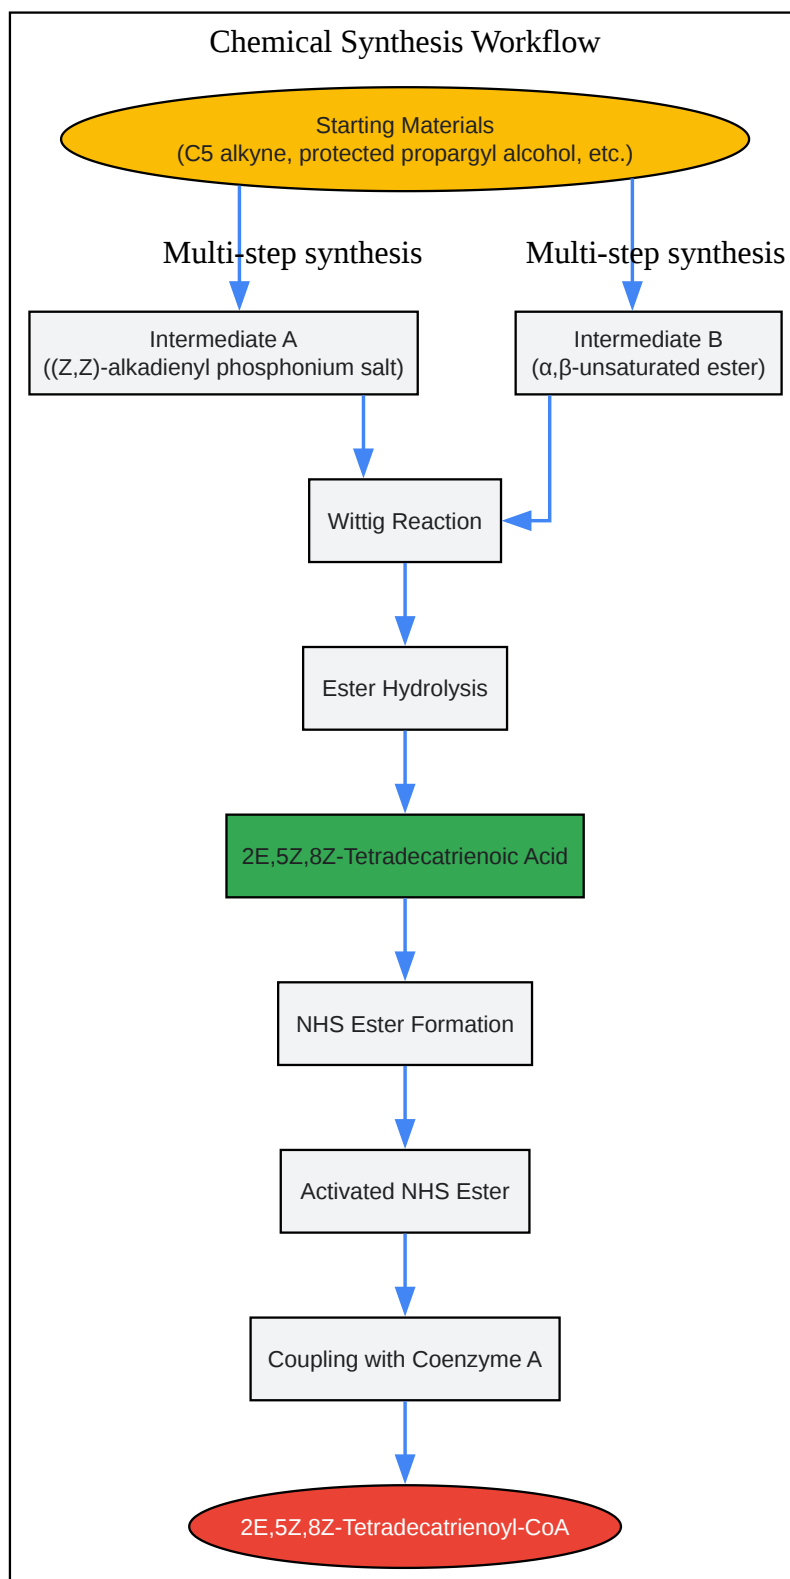 Chemical Synthesis Workflow
Starting Materials
(C5 alkyne, protected propargyl alcohol, etc.)
Multi-step synthesis
Multi-step synthesis
Intermediate A
((Z,Z)-alkadienyl phosphonium salt)
Intermediate B
(α,β-unsaturated ester)
Wittig Reaction
Ester Hydrolysis
2E,5Z,8Z-Tetradecatrienoic Acid
NHS Ester Formation
Activated NHS Ester
Coupling with Coenzyme A
2E,5Z,8Z-Tetradecatrienoyl-CoA